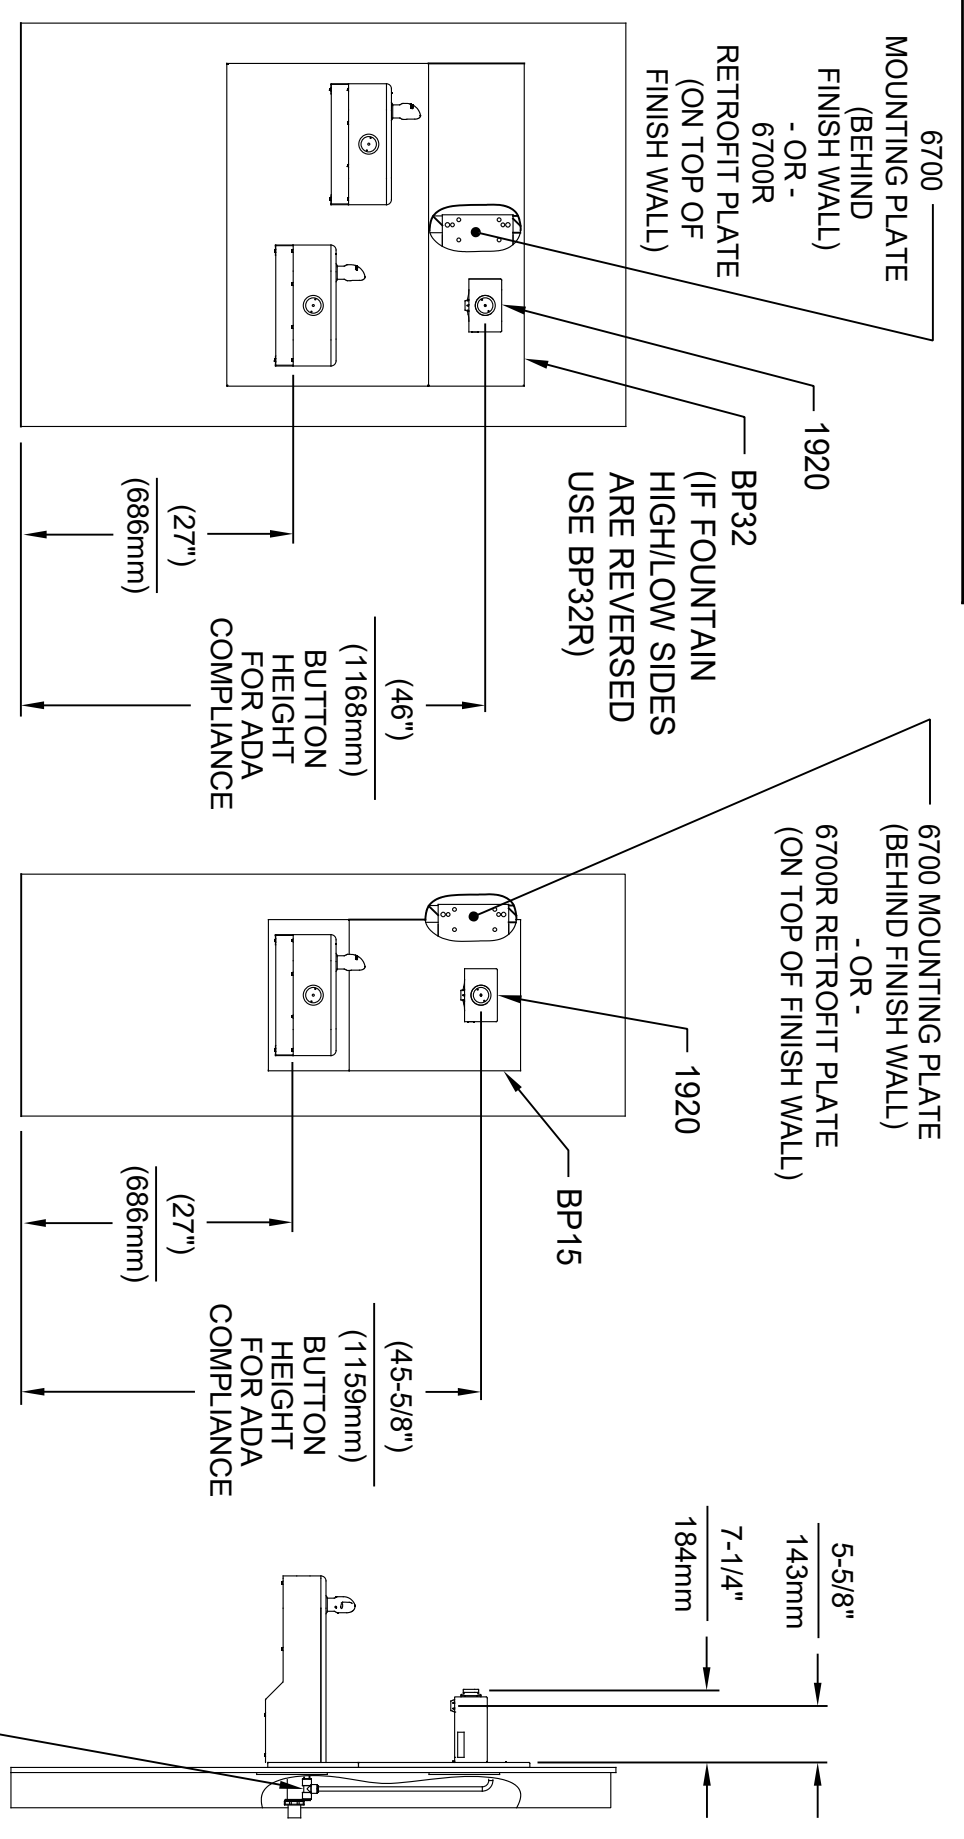 6700
MOUNTING PLATE
(BEHIND
FINISH WALL)
- OR -
6700R
RETROFIT PLATE
(ON TOP OF
FINISH WALL)
1920
BP32
(IF FOUNTAIN
HIGH/LOW SIDES
ARE REVERSED
USE BP32R)
(27")
(686mm)
(46")
(1168mm)
BUTTON
HEIGHT
FOR ADA
COMPLIANCE
6700 MOUNTING PLATE
(BEHIND FINISH WALL)
- OR -
6700R RETROFIT PLATE
(ON TOP OF FINISH WALL)
1920
BP15
(27")
(686mm)
(45-5/8")
(1159mm)
BUTTON
HEIGHT
FOR ADA
COMPLIANCE
5-5/8"
143mm
7-1/4"
184mm